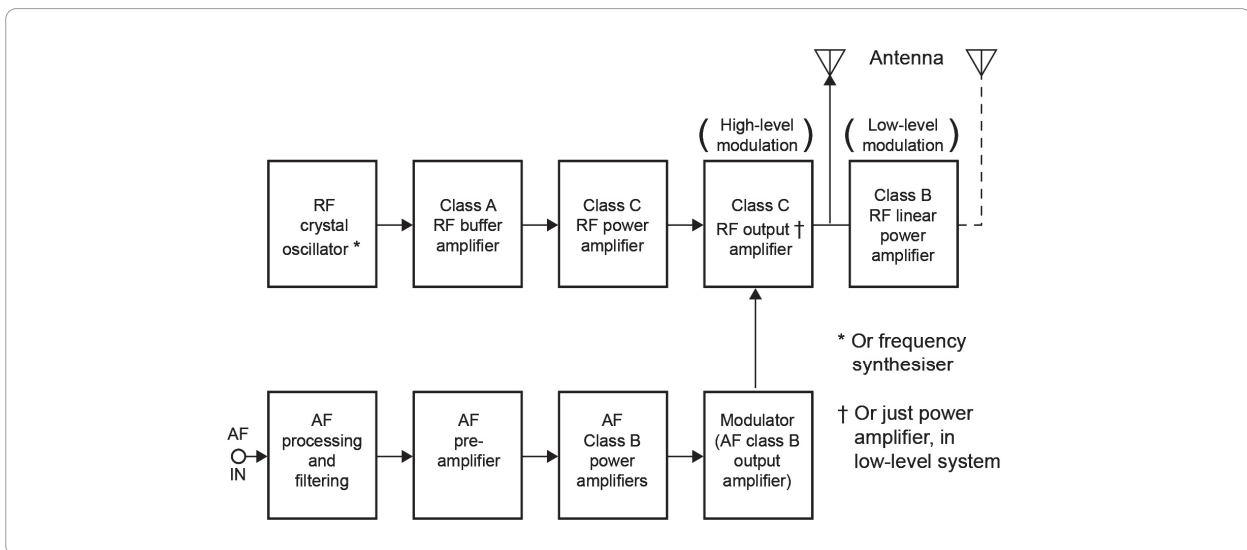 Antenna
( High-level
modulation )
( Low-level
modulation )
RF
crystal
oscillator *
Class A
RF buffer
amplifier
Class C
RF power
amplifier
Class C
RF output †
amplifier
Class B
RF linear
power
amplifier
* Or frequency
synthesiser
† Or just power
amplifier, in
low-level system
AF
IN
AF
processing
and
filtering
AF
pre-
amplifier
AF
Class B
power
amplifiers
Modulator
(AF class B
output
amplifier)